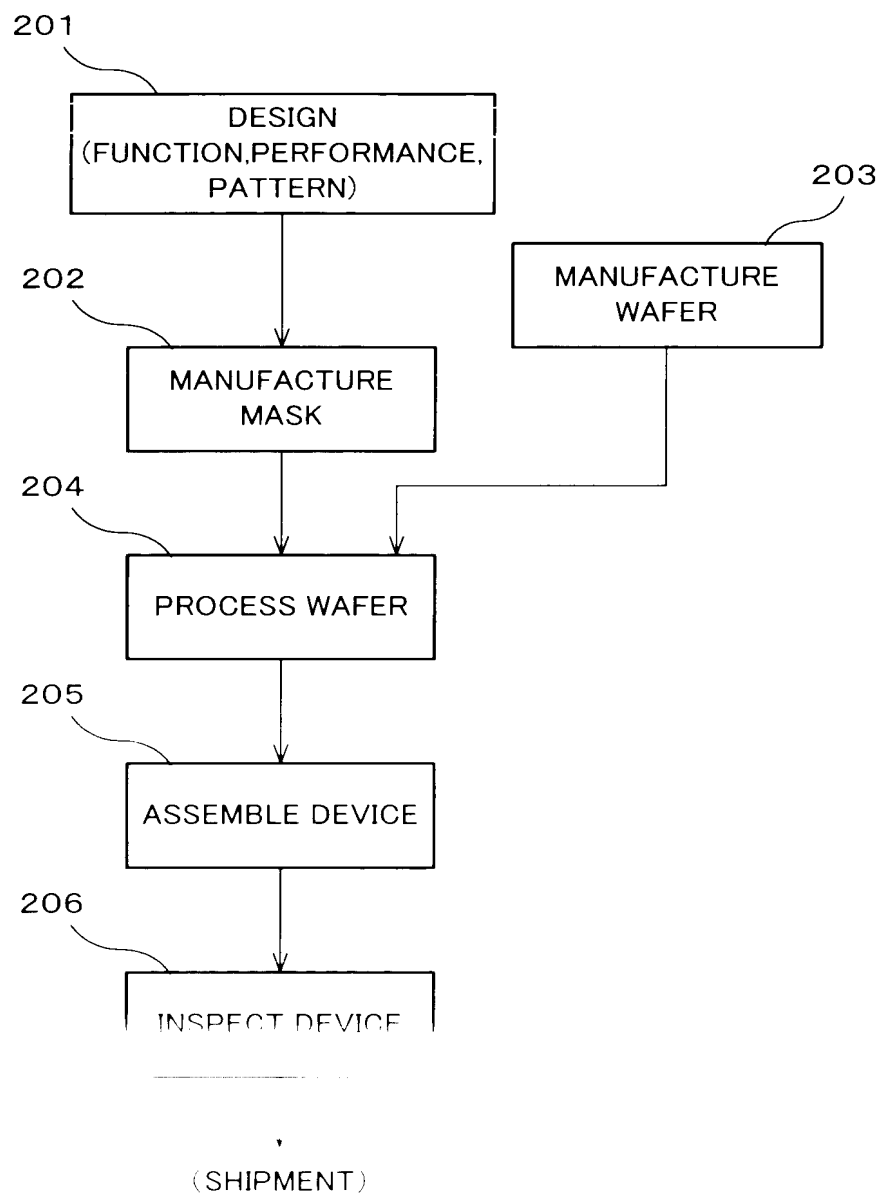 201
DESIGN
(FUNCTION,PERFORMANCE,
PATTERN)
203
MANUFACTURE
WAFER
202
MANUFACTURE
MASK
204
PROCESS WAFER
205
ASSEMBLE DEVICE
206
INSPECT DEVICE
(SHIPMENT)